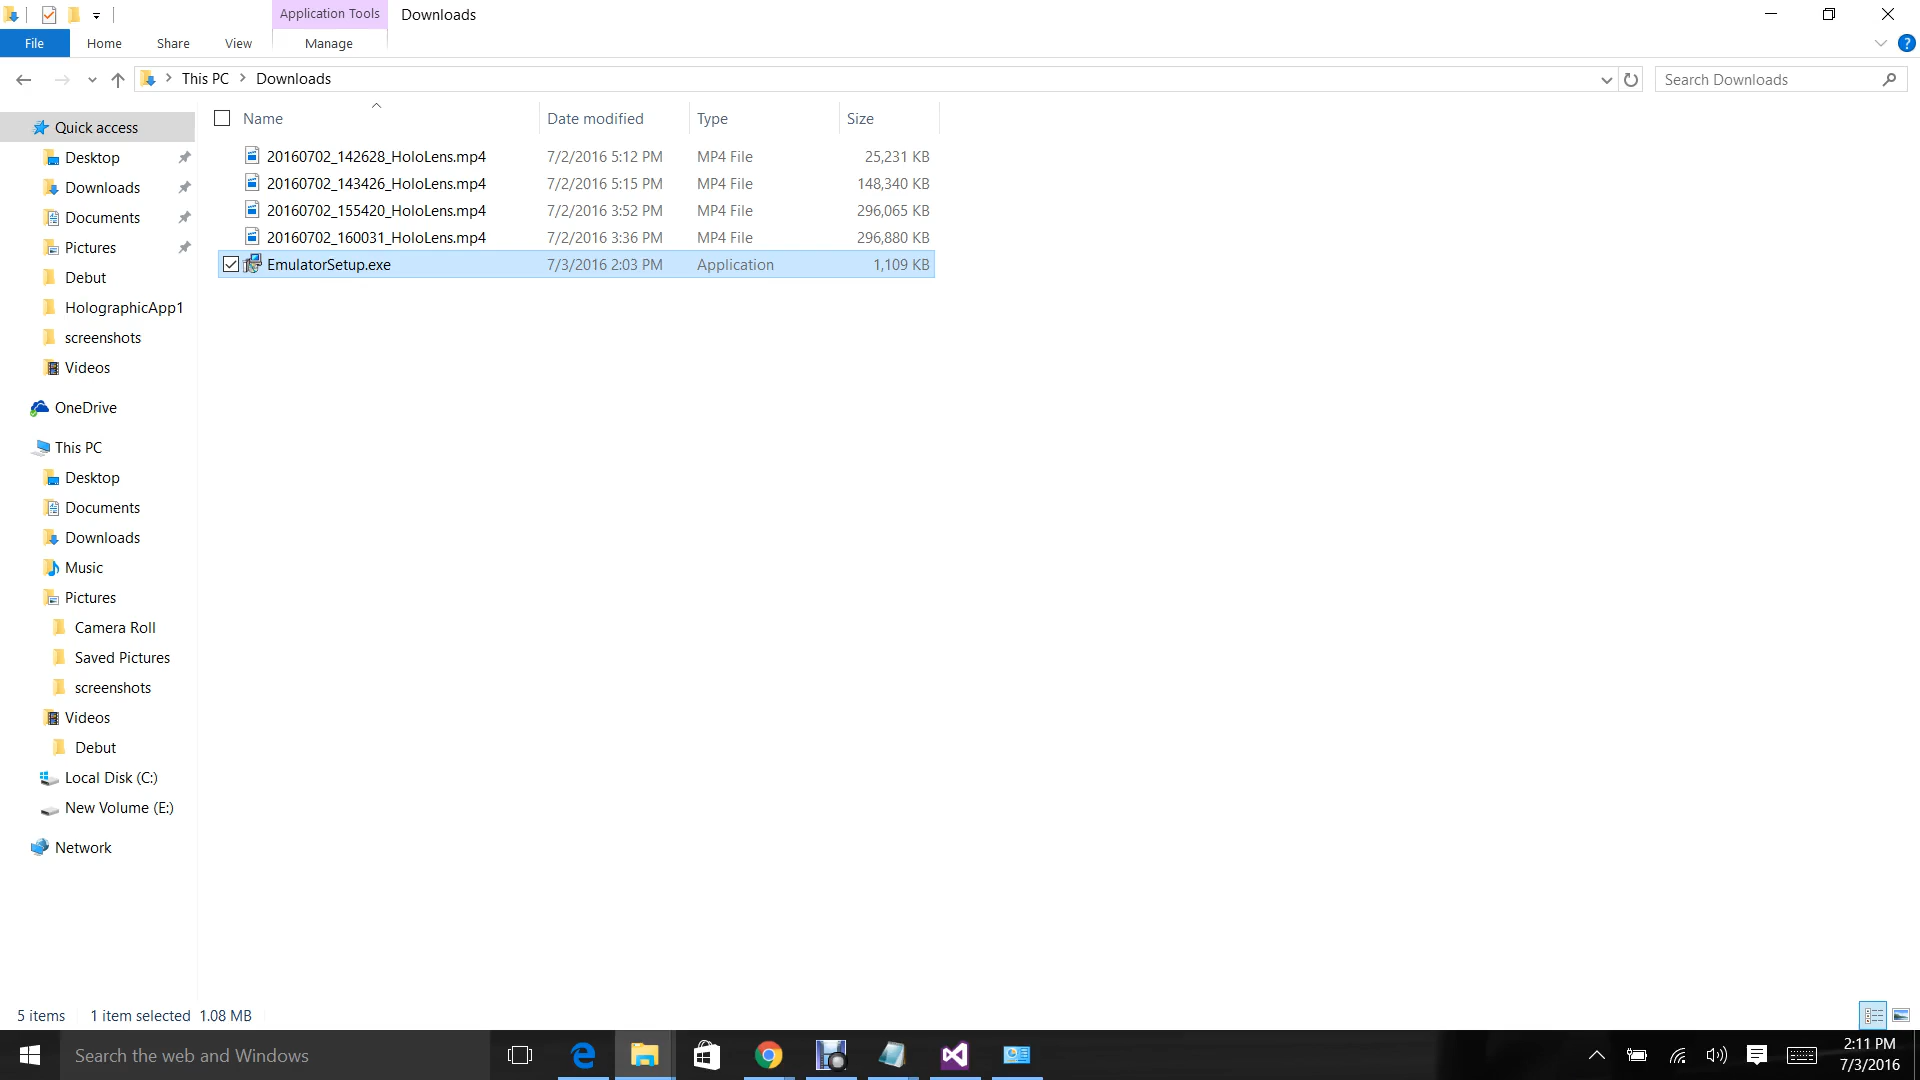 Application Tools
Downloads
File
Home
Share
View
Manage
?
This PC
Downloads
Search Downloads
Name
Date modified
Type
Size
20160702_142628_HoloLens.mp4
7/2/2016 5:12 PM
MP4 File
25,231 KB
20160702_143426_HoloLens.mp4
7/2/2016 5:15 PM
MP4 File
148,340 KB
20160702_155420_HoloLens.mp4
7/2/2016 3:52 PM
MP4 File
296,065 KB
20160702_160031_HoloLens.mp4
7/2/2016 3:36 PM
MP4 File
296,880 KB
EmulatorSetup.exe
7/3/2016 2:03 PM
Application
1,109 KB
Quick access
Desktop
Downloads
Documents
Pictures
Debut
HolographicApp1
screenshots
Videos
OneDrive
This PC
Desktop
Documents
Downloads
Music
Pictures
Camera Roll
Saved Pictures
screenshots
Videos
Debut
Local Disk (C:)
New Volume (E:)
Network
5 items
1 item selected 1.08 MB
Search the web and Windows
2:11 PM
7/3/2016